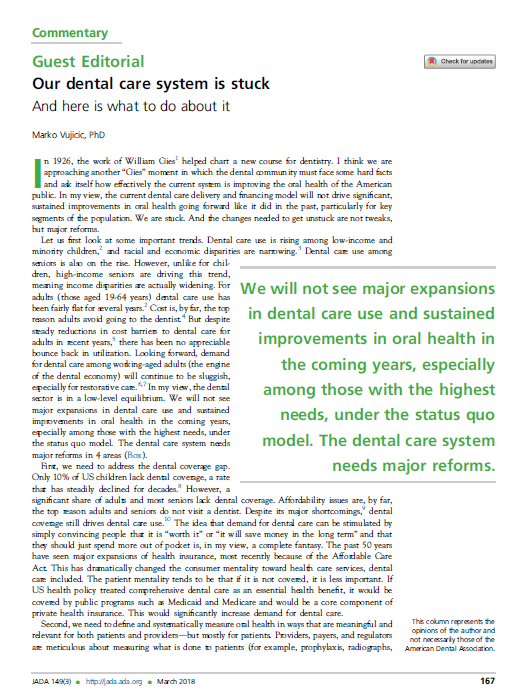 Commentary
Guest Editorial
Check for updates
Our dental care system is stuck
And here is what to do about it
Marko Vujicic, PhD
In 1926, the work of William Gies1 helped chart a new course for dentistry. I think we are
approaching another “Gies” moment in which the dental community must face some hard facts
and ask itself how effectively the current system is improving the oral health of the American
public. In my view, the current dental care delivery and financing model will not drive significant,
sustained improvements in oral health going forward like it did in the past, particularly for key
segments of the population. We are stuck. And the changes needed to get unstuck are not tweaks,
but major reforms.
Let us first look at some important trends. Dental care use is rising among low-income and
minority children,2 and racial and economic disparities are narrowing.3 Dental care use among
seniors is also on the rise. However, unlike for chil-
dren, high-income seniors are driving this trend,
meaning income disparities are actually widening. For
adults (those aged 19-64 years) dental care use has
been fairly flat for several years.2 Cost is, by far, the top
reason adults avoid going to the dentist.4 But despite
steady reductions in cost barriers to dental care for
adults in recent years,5 there has been no appreciable
bounce back in utilization. Looking forward, demand
for dental care among working-aged adults (the engine
of the dental economy) will continue to be sluggish,
especially for restorative care.6,7 In my view, the dental
sector is in a low-level equilibrium. We will not see
major expansions in dental care use and sustained
improvements in oral health in the coming years,
especially among those with the highest needs, under
the status quo model. The dental care system needs
major reforms in 4 areas (Box).
First, we need to address the dental coverage gap.
Only 10% of US children lack dental coverage, a rate
that has steadily declined for decades.8 However, a
significant share of adults and most seniors lack dental coverage. Affordability issues are, by far,
the top reason adults and seniors do not visit a dentist. Despite its major shortcomings,9 dental
coverage still drives dental care use.10 The idea that demand for dental care can be stimulated by
simply convincing people that it is “worth it” or “it will save money in the long term” and that
they should just spend more out of pocket is, in my view, a complete fantasy. The past 50 years
have seen major expansions of health insurance, most recently because of the Affordable Care
Act. This has dramatically changed the consumer mentality toward health care services, dental
care included. The patient mentality tends to be that if it is not covered, it is less important. If
US health policy treated comprehensive dental care as an essential health benefit, it would be
covered by public programs such as Medicaid and Medicare and would be a core component of
private health insurance. This would significantly increase demand for dental care.
Second, we need to define and systematically measure oral health in ways that are meaningful and
relevant for both patients and providers—but mostly for patients. Providers, payers, and regulators
are meticulous about measuring what is done to patients (for example, prophylaxis, radiographs,
We will not see major expansions
in dental care use and sustained
improvements in oral health in
the coming years, especially
among those with the highest
needs, under the status quo
model. The dental care system
needs major reforms.
This column represents the
opinions of the author and
not necessarily those of the
American Dental Association.
JADA 149(3) ■ http://jada.ada.org ■ March 2018
167